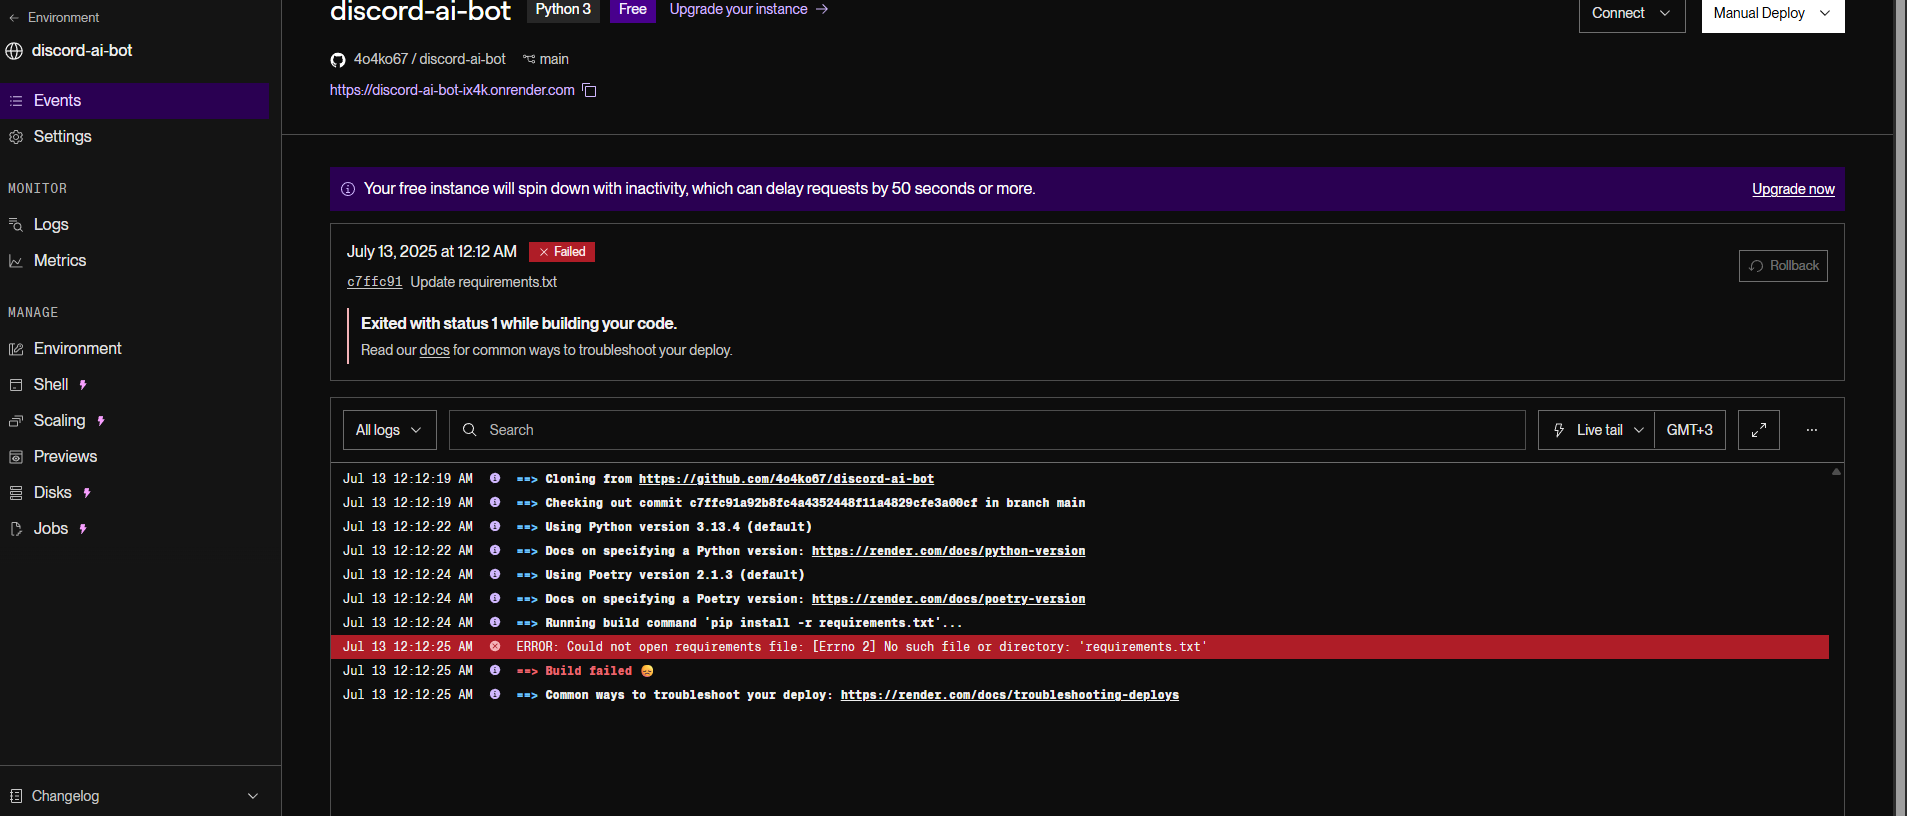 Environment
discord-ai-bot
Events
Settings
MONITOR
Logs
Metrics
MANAGE
Environment
Shell
Scaling
Previews
Disks
Jobs
Changelog
discord-ai-bot Python 3 Free Upgrade your instance →
Connect Manual Deploy
4o4ko67 / discord-ai-bot main
https://discord-ai-bot-ix4k.onrender.com
Your free instance will spin down with inactivity, which can delay requests by 50 seconds or more. Upgrade now
July 13, 2025 at 12:12 AM Failed
c7ffc91 Update requirements.txt
Rollback
Exited with status 1 while building your code.
Read our docs for common ways to troubleshoot your deploy.
All logs Search Live tail GMT+3 ...
Jul 13 12:12:19 AM ==> Cloning from https://github.com/4o4ko67/discord-ai-bot
Jul 13 12:12:19 AM ==> Checking out commit c7ffc91a92b8fc4a4352448f11a4829cfe3a00cf in branch main
Jul 13 12:12:22 AM ==> Using Python version 3.13.4 (default)
Jul 13 12:12:22 AM ==> Docs on specifying a Python version: https://render.com/docs/python-version
Jul 13 12:12:24 AM ==> Using Poetry version 2.1.3 (default)
Jul 13 12:12:24 AM ==> Docs on specifying a Poetry version: https://render.com/docs/poetry-version
Jul 13 12:12:24 AM ==> Running build command 'pip install -r requirements.txt'...
Jul 13 12:12:25 AM ERROR: Could not open requirements file: [Errno 2] No such file or directory: 'requirements.txt'
Jul 13 12:12:25 AM ==> Build failed 😞
Jul 13 12:12:25 AM ==> Common ways to troubleshoot your deploy: https://render.com/docs/troubleshooting-deploys